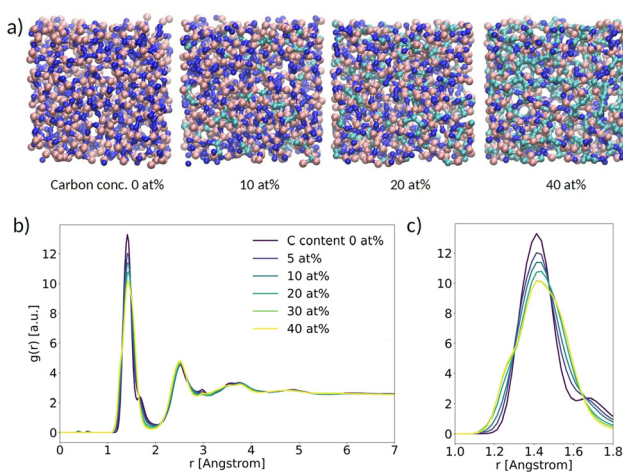 a)
Carbon conc. 0 at% 10 at% 20 at% 40 at%
b)
c)
C content 0 at%
5 at%
10 at%
20 at%
30 at%
40 at%
g(r) [a.u.]
12
10
8
6
4
2
0
0 1 2 3 4 5 6 7
r [Angstrom]
12
10
8
6
4
2
0
1.0 1.2 1.4 1.6 1.8
r [Angstrom]